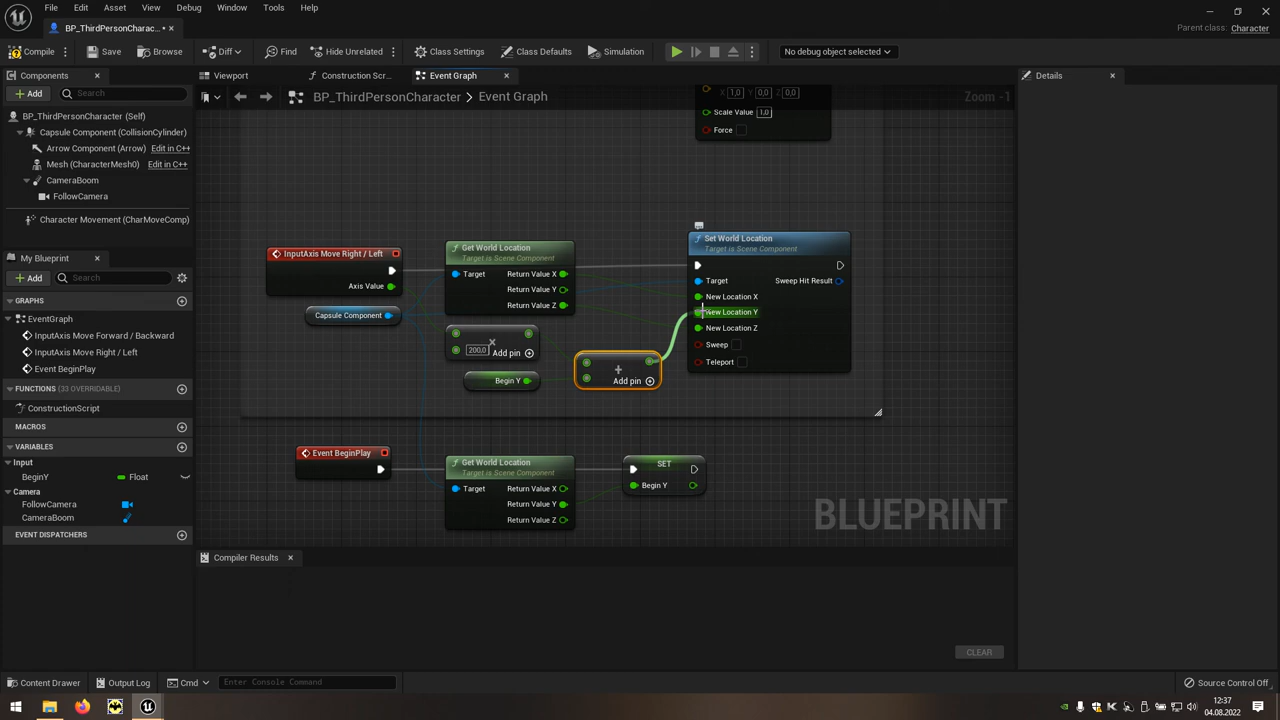 File Edit Asset View Debug Window Tools Help
BP_ThirdPersonCharac...
Parent class: Character
Compile Save Browse Diff Find Hide Unrelated Class Settings Class Defaults Simulation No debug object selected
Components Viewport Construction Scr... Event Graph Details
Add Search
BP_ThirdPersonCharacter > Event Graph Zoom -1
BP_ThirdPersonCharacter (Self)
Capsule Component (CollisionCylinder)
Arrow Component (Arrow) Edit in C++
Mesh (CharacterMesh0) Edit in C++
CameraBoom
FollowCamera
Character Movement (CharMoveComp)
My Blueprint
Add Search
GRAPHS
EventGraph
InputAxis Move Forward / Backward
InputAxis Move Right / Left
Event BeginPlay
FUNCTIONS (33 OVERRIDABLE)
ConstructionScript
MACROS
VARIABLES
Input
BeginY Float
Camera
FollowCamera
CameraBoom
EVENT DISPATCHERS
X 1,0 Y 0,0 Z 0,0
Scale Value 1,0
Force
InputAxis Move Right / Left
Axis Value
Capsule Component
Get World Location
Target is Scene Component
Target Return Value X
Return Value Y
Return Value Z
200,0 Add pin
Begin Y
Add pin
Set World Location
Target is Scene Component
Target Sweep Hit Result
New Location X
New Location Y
New Location Z
Sweep
Teleport
Event BeginPlay
Get World Location
Target is Scene Component
Target Return Value X
Return Value Y
Return Value Z
SET
Begin Y
BLUEPRINT
Compiler Results
CLEAR
Content Drawer Output Log Cmd Enter Console Command Source Control Off
12:37
04.08.2022